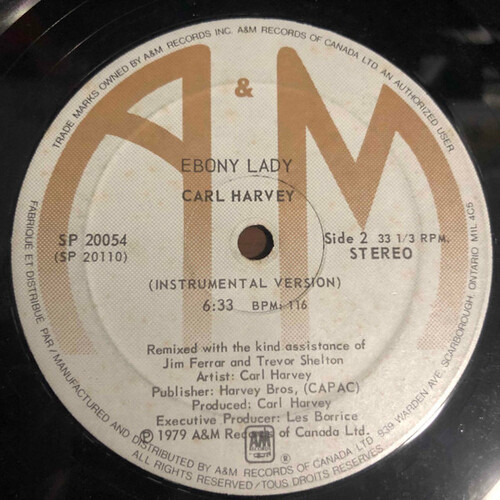 TRADE MARKS OWNED BY A&M RECORDS INC. A&M RECORDS OF CANADA LTD. AN AUTHORIZED USER
A & M
EBONY LADY
CARL HARVEY
SP 20054
(SP 20110)
Side 2 33 1/3 RPM.
STEREO
(INSTRUMENTAL VERSION)
6:33 BPM: 116
Remixed with the kind assistance of
Jim Ferrar and Trevor Shelton
Artist: Carl Harvey
Publisher: Harvey Bros, (CAPAC)
Produced: Carl Harvey
Executive Producer: Les Borrice
℗ 1979 A&M Records of Canada Ltd.
A&M
®
FABRIQUÉ ET DISTRIBUÉ PAR / MANUFACTURED AND DISTRIBUTED BY A&M RECORDS OF CANADA LTD. / LTÉE 939 WARDEN AVE. SCARBOROUGH, ONTARIO M1L 4C5
ALL RIGHTS RESERVED / TOUS DROITS RÉSERVÉS